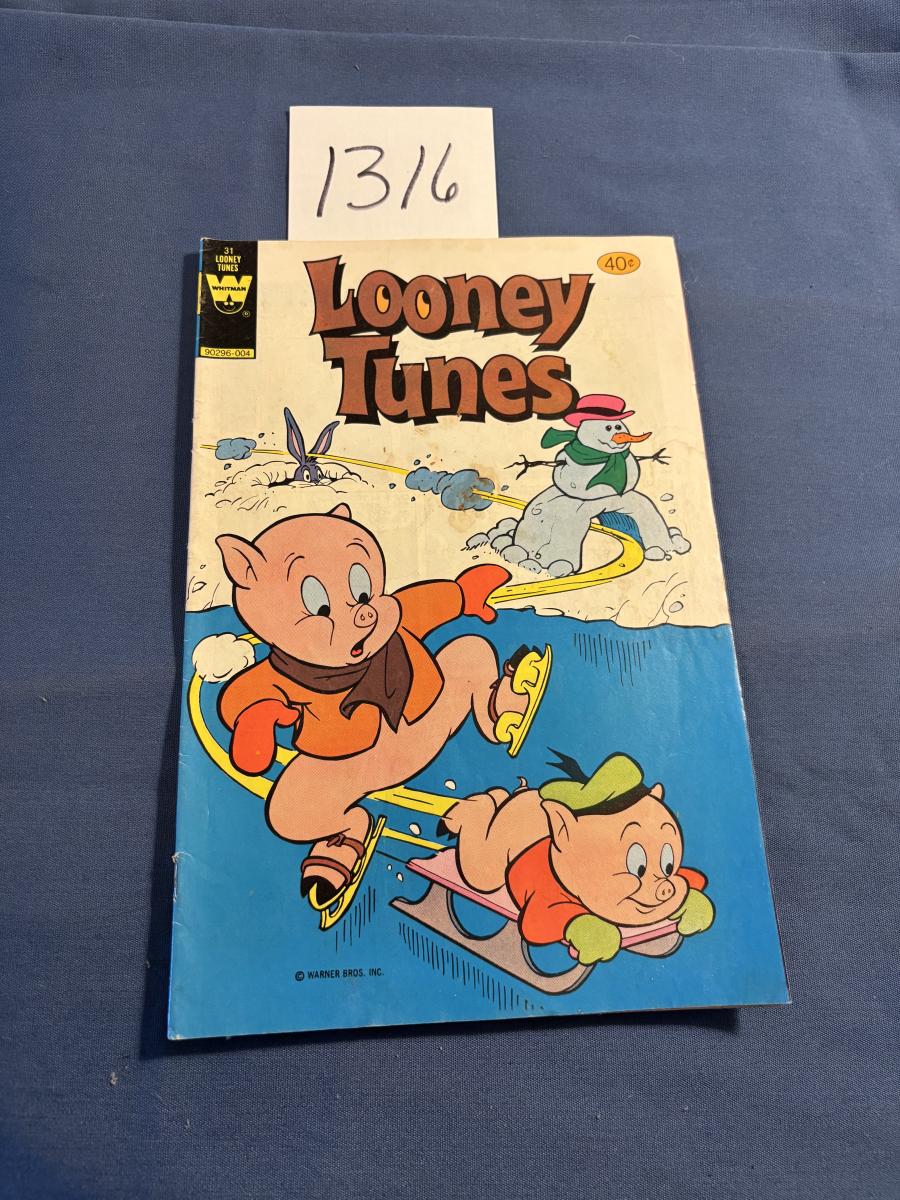 1316
31
LOONEY
TUNES
W
WHITMAN
®
90296-004
40¢
Looney
Tunes
© WARNER BROS. INC.